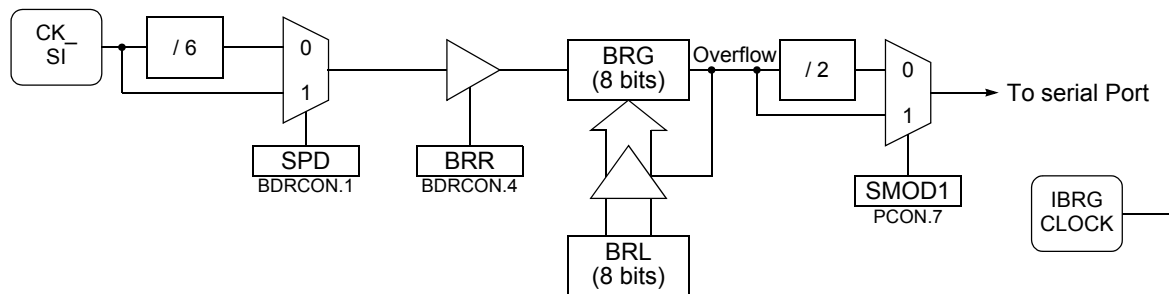 CK_
SI
/ 6
0
1
SPD
BDRCON.1
BRR
BDRCON.4
BRG
(8 bits)
Overflow
BRL
(8 bits)
/ 2
0
1
SMOD1
PCON.7
To serial Port
IBRG
CLOCK